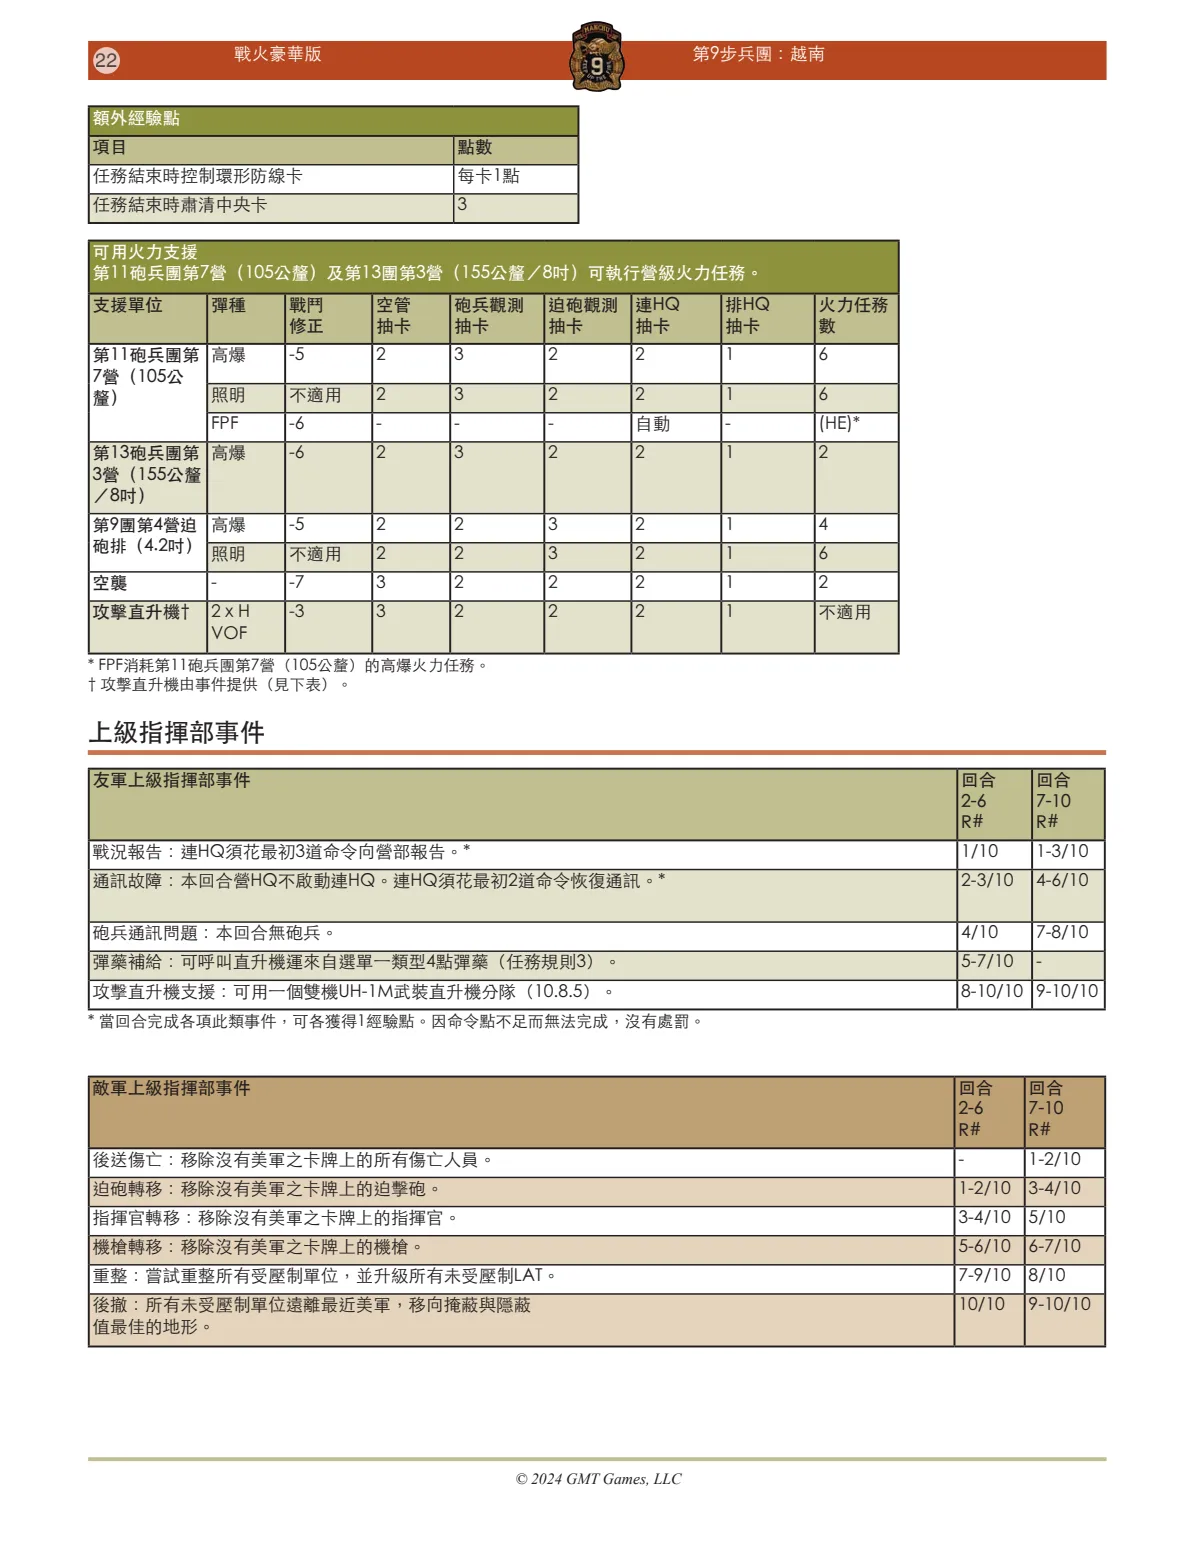 22
戰火豪華版
MANCHU
9
第9步兵團：越南
額外經驗點
項目 點數
任務結束時控制環形防線卡 每卡1點
任務結束時肅清中央卡 3
可用火力支援
第11砲兵團第7營（105公釐）及第13團第3營（155公釐／8吋）可執行營級火力任務。
支援單位 彈種 戰鬥 空管 砲兵觀測 迫砲觀測 連HQ 排HQ 火力任務
修正 抽卡 抽卡 抽卡 抽卡 抽卡 數
第11砲兵團第 高爆 -5 2 3 2 2 1 6
7營（105公
釐） 照明 不適用 2 3 2 2 1 6
FPF -6 - - - 自動 - (HE)*
第13砲兵團第 高爆 -6 2 3 2 2 1 2
3營（155公釐
／8吋）
第9團第4營迫 高爆 -5 2 2 3 2 1 4
砲排（4.2吋） 照明 不適用 2 2 3 2 1 6
空襲 - -7 3 2 2 2 1 2
攻擊直升機† 2 x H -3 3 2 2 2 1 不適用
VOF
* FPF消耗第11砲兵團第7營（105公釐）的高爆火力任務。
† 攻擊直升機由事件提供（見下表）。
上級指揮部事件
友軍上級指揮部事件 回合 回合
2-6 7-10
R# R#
戰況報告：連HQ須花最初3道命令向營部報告。* 1/10 1-3/10
通訊故障：本回合營HQ不啟動連HQ。連HQ須花最初2道命令恢復通訊。* 2-3/10 4-6/10
砲兵通訊問題：本回合無砲兵。 4/10 7-8/10
彈藥補給：可呼叫直升機運來自選單一類型4點彈藥（任務規則3）。 5-7/10 -
攻擊直升機支援：可用一個雙機UH-1M武裝直升機分隊（10.8.5）。 8-10/10 9-10/10
* 當回合完成各項此類事件，可各獲得1經驗點。因命令點不足而無法完成，沒有處罰。
敵軍上級指揮部事件 回合 回合
2-6 7-10
R# R#
後送傷亡：移除沒有美軍之卡牌上的所有傷亡人員。 - 1-2/10
迫砲轉移：移除沒有美軍之卡牌上的迫擊砲。 1-2/10 3-4/10
指揮官轉移：移除沒有美軍之卡牌上的指揮官。 3-4/10 5/10
機槍轉移：移除沒有美軍之卡牌上的機槍。 5-6/10 6-7/10
重整：嘗試重整所有受壓制單位，並升級所有未受壓制LAT。 7-9/10 8/10
後撤：所有未受壓制單位遠離最近美軍，移向掩蔽與隱蔽 10/10 9-10/10
值最佳的地形。
© 2024 GMT Games, LLC